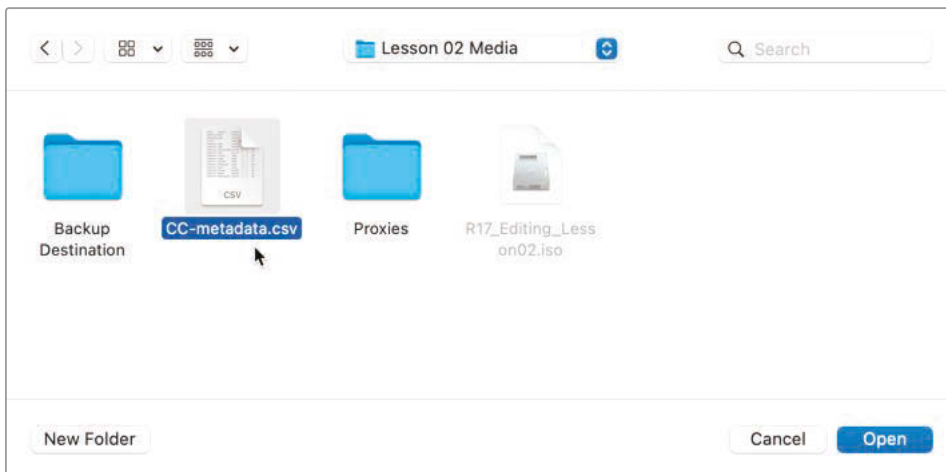 Lesson 02 Media
Search
CSV
Backup
Destination
CC-metadata.csv
Proxies
R17_Editing_Less
on02.iso
New Folder
Cancel
Open